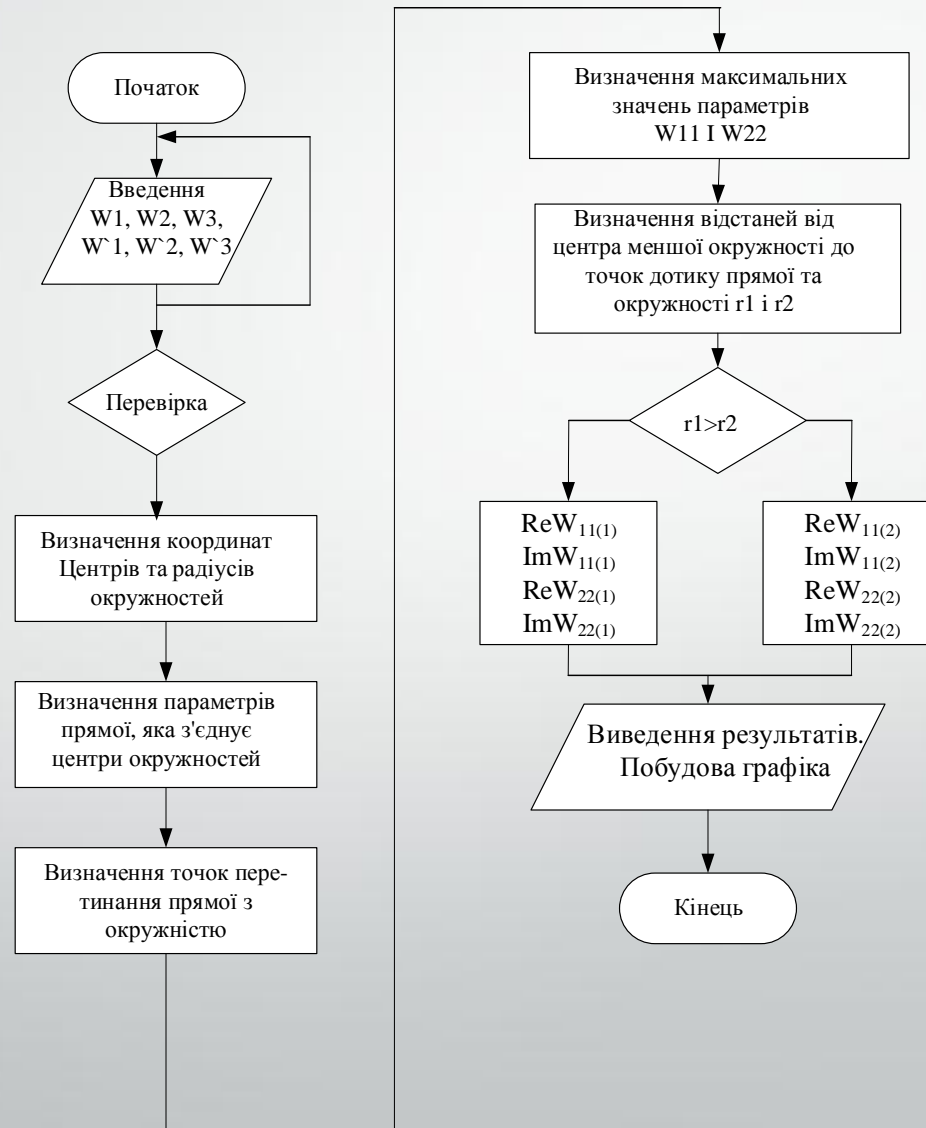 Початок
Введення
W1, W2, W3,
W`1, W`2, W`3
Перевірка
Визначення координат
Центрів та радіусів
окружностей
Визначення параметрів
прямої, яка з'єднує
центри окружностей
Визначення точок пере-
тинання прямої з
окружністю
Визначення максимальних
значень параметрів
W11 І W22
Визначення відстаней від
центра меншої окружності до
точок дотику прямої та
окружності r1 і r2
r1>r2
ReW11(1)
ImW11(1)
ReW22(1)
ImW22(1)
ReW11(2)
ImW11(2)
ReW22(2)
ImW22(2)
Виведення результатів.
Побудова графіка
Кінець